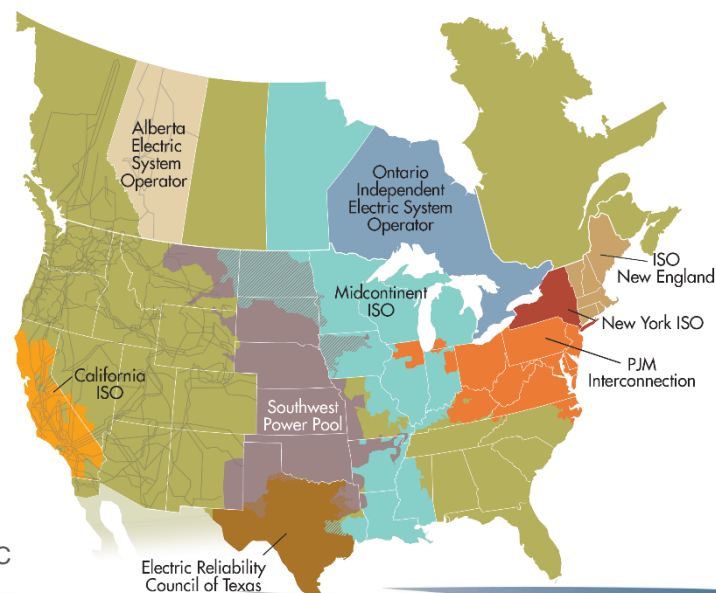 Alberta
Electric
System
Operator
Ontario
Independent
Electric System
Operator
ISO
New England
Midcontinent
ISO
New York ISO
PJM
Interconnection
California
ISO
Southwest
Power Pool
C
Electric Reliability
Council of Texas